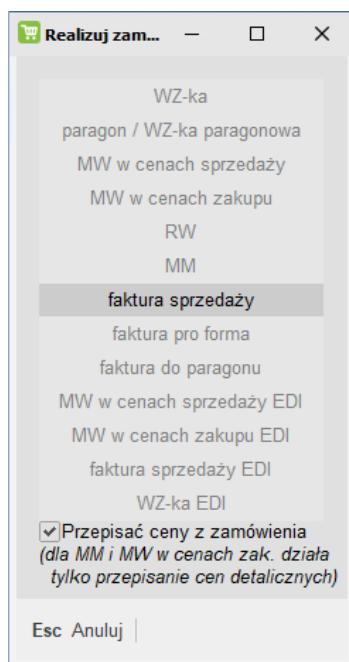 Realizuj zam...
WZ-ka
paragon / WZ-ka paragonowa
MW w cenach sprzedaży
MW w cenach zakupu
RW
MM
faktura sprzedaży
faktura pro forma
faktura do paragonu
MW w cenach sprzedaży EDI
MW w cenach zakupu EDI
faktura sprzedaży EDI
WZ-ka EDI
Przepisać ceny z zamówienia
(dla MM i MW w cenach zak. działa
tylko przepisanie cen detalicznych)
Esc Anuluj